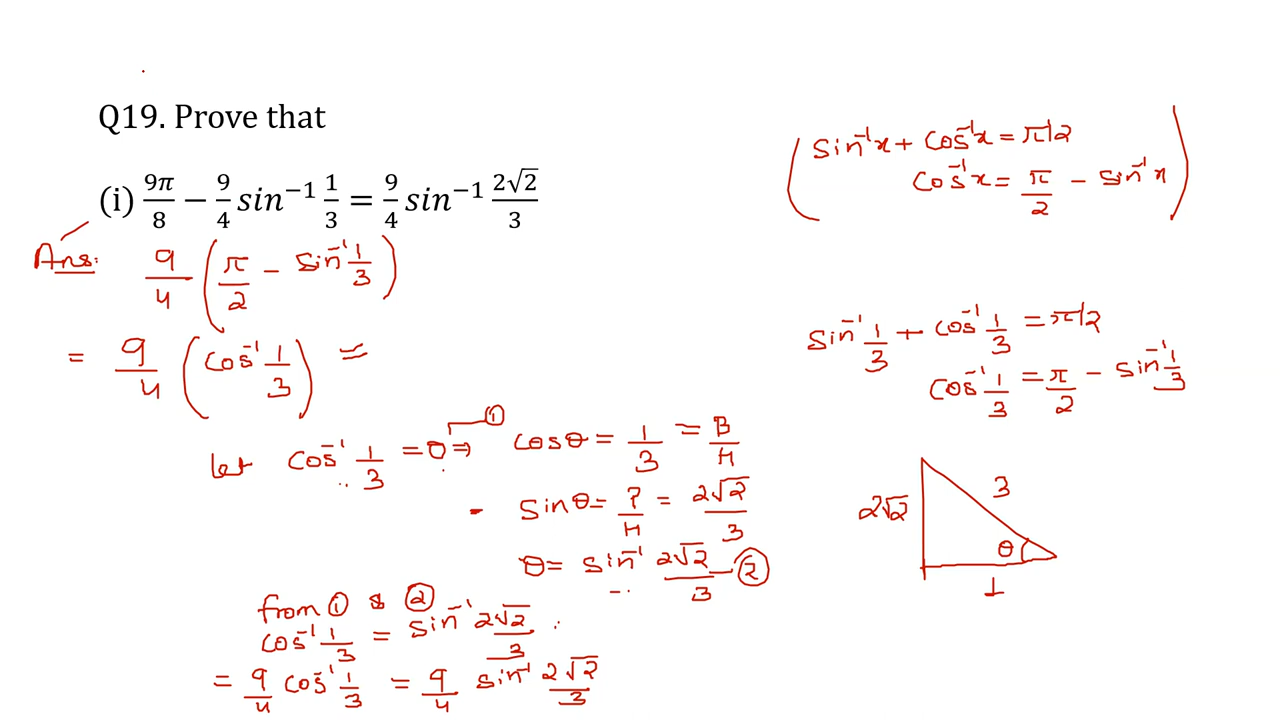 Q19. Prove that
(i) 9π/8 − 9/4 sin⁻¹ 1/3 = 9/4 sin⁻¹ 2√2/3
Ans: 9/4 (π/2 − sin⁻¹ 1/3)
= 9/4 (cos⁻¹ 1/3) =
let cos⁻¹ 1/3 = θ ⇒ ① cosθ = 1/3 = B/H
sinθ = P/H = 2√2/3
θ = sin⁻¹ 2√2/3 – ②
from ① & ②
cos⁻¹ 1/3 = sin⁻¹ 2√2/3
= 9/4 cos⁻¹ 1/3 = 9/4 sin⁻¹ 2√2/3
(sin⁻¹x + cos⁻¹x = π/2
cos⁻¹x = π/2 − sin⁻¹x)
sin⁻¹ 1/3 + cos⁻¹ 1/3 = π/2
cos⁻¹ 1/3 = π/2 − sin⁻¹ 1/3
3
2√2
θ
1